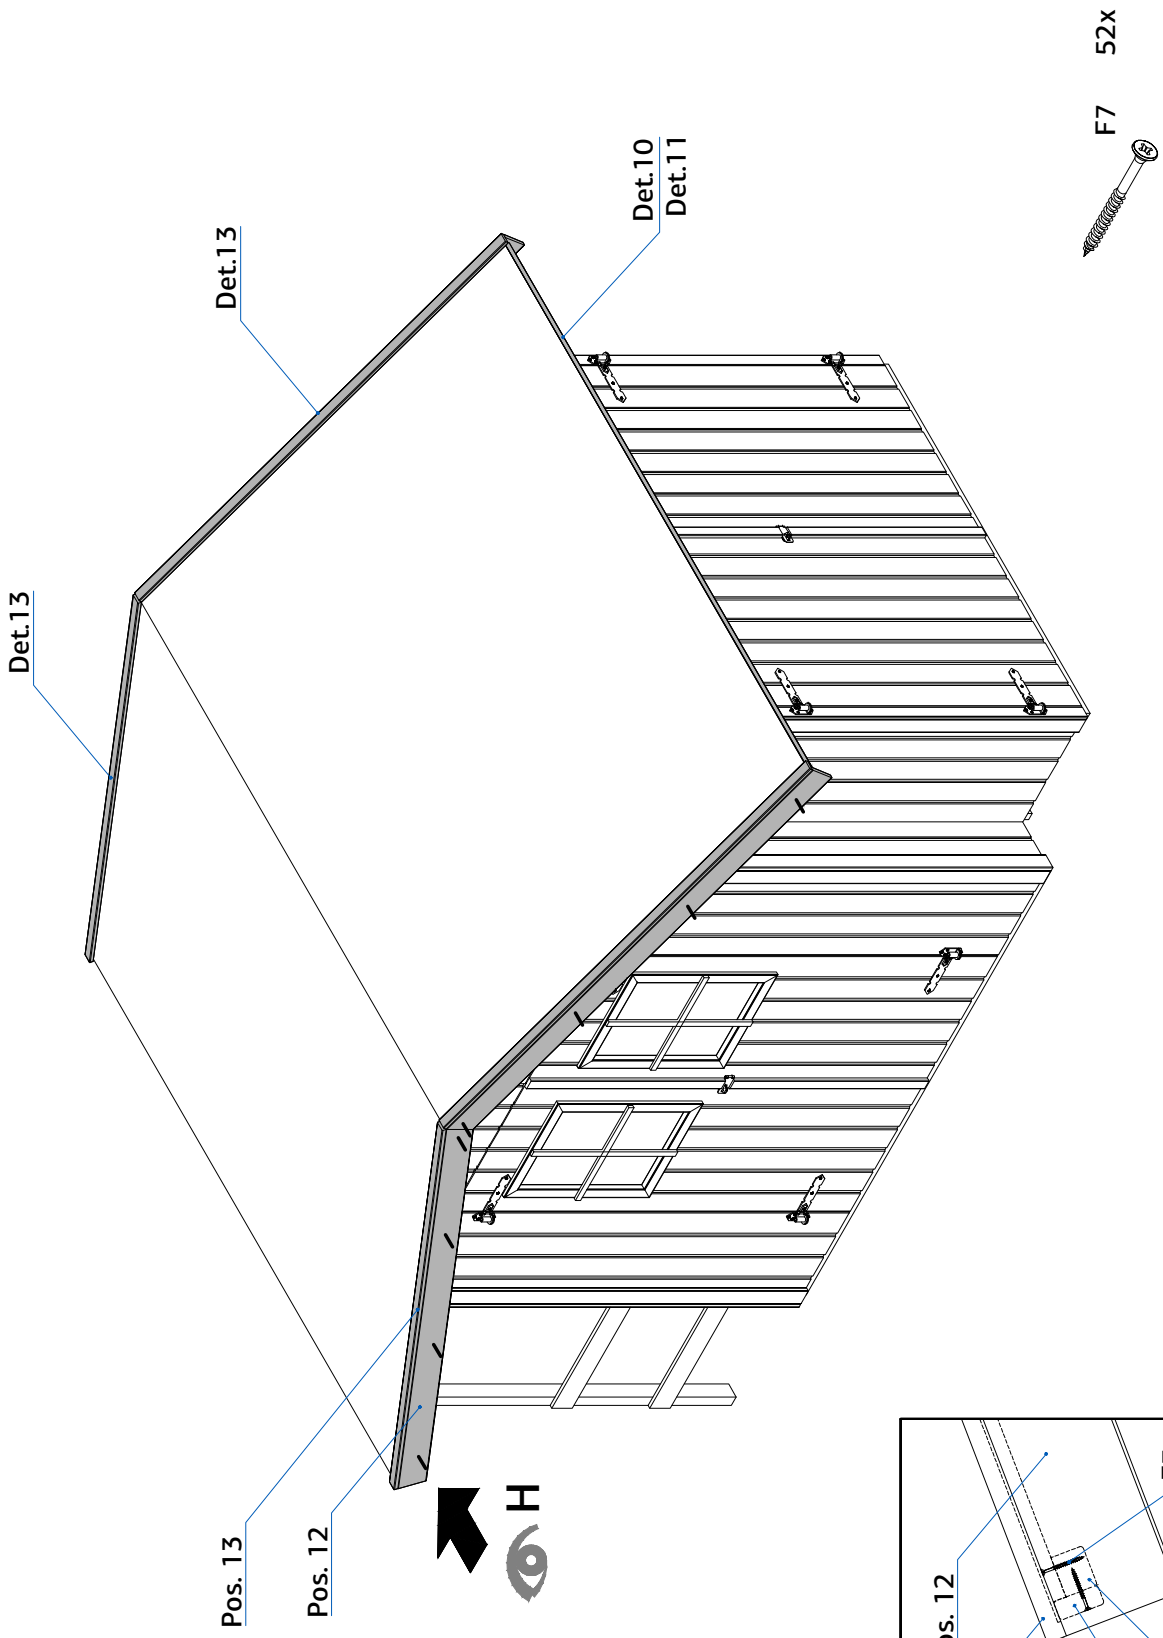 Det.13
Det.13
Det.10
Det.11
F7 52x
Pos. 13
Pos. 12
H
os. 12